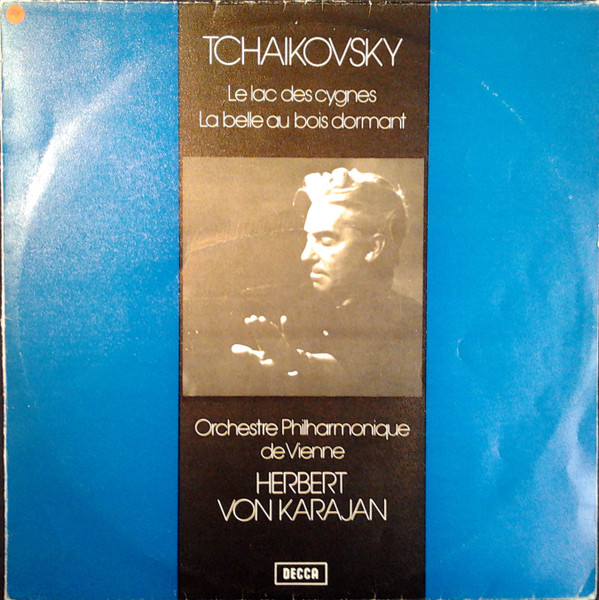 TCHAIKOVSKY
Le lac des cygnes
La belle au bois dormant
Orchestre Philharmonique
de Vienne
HERBERT
VON KARAJAN
DECCA